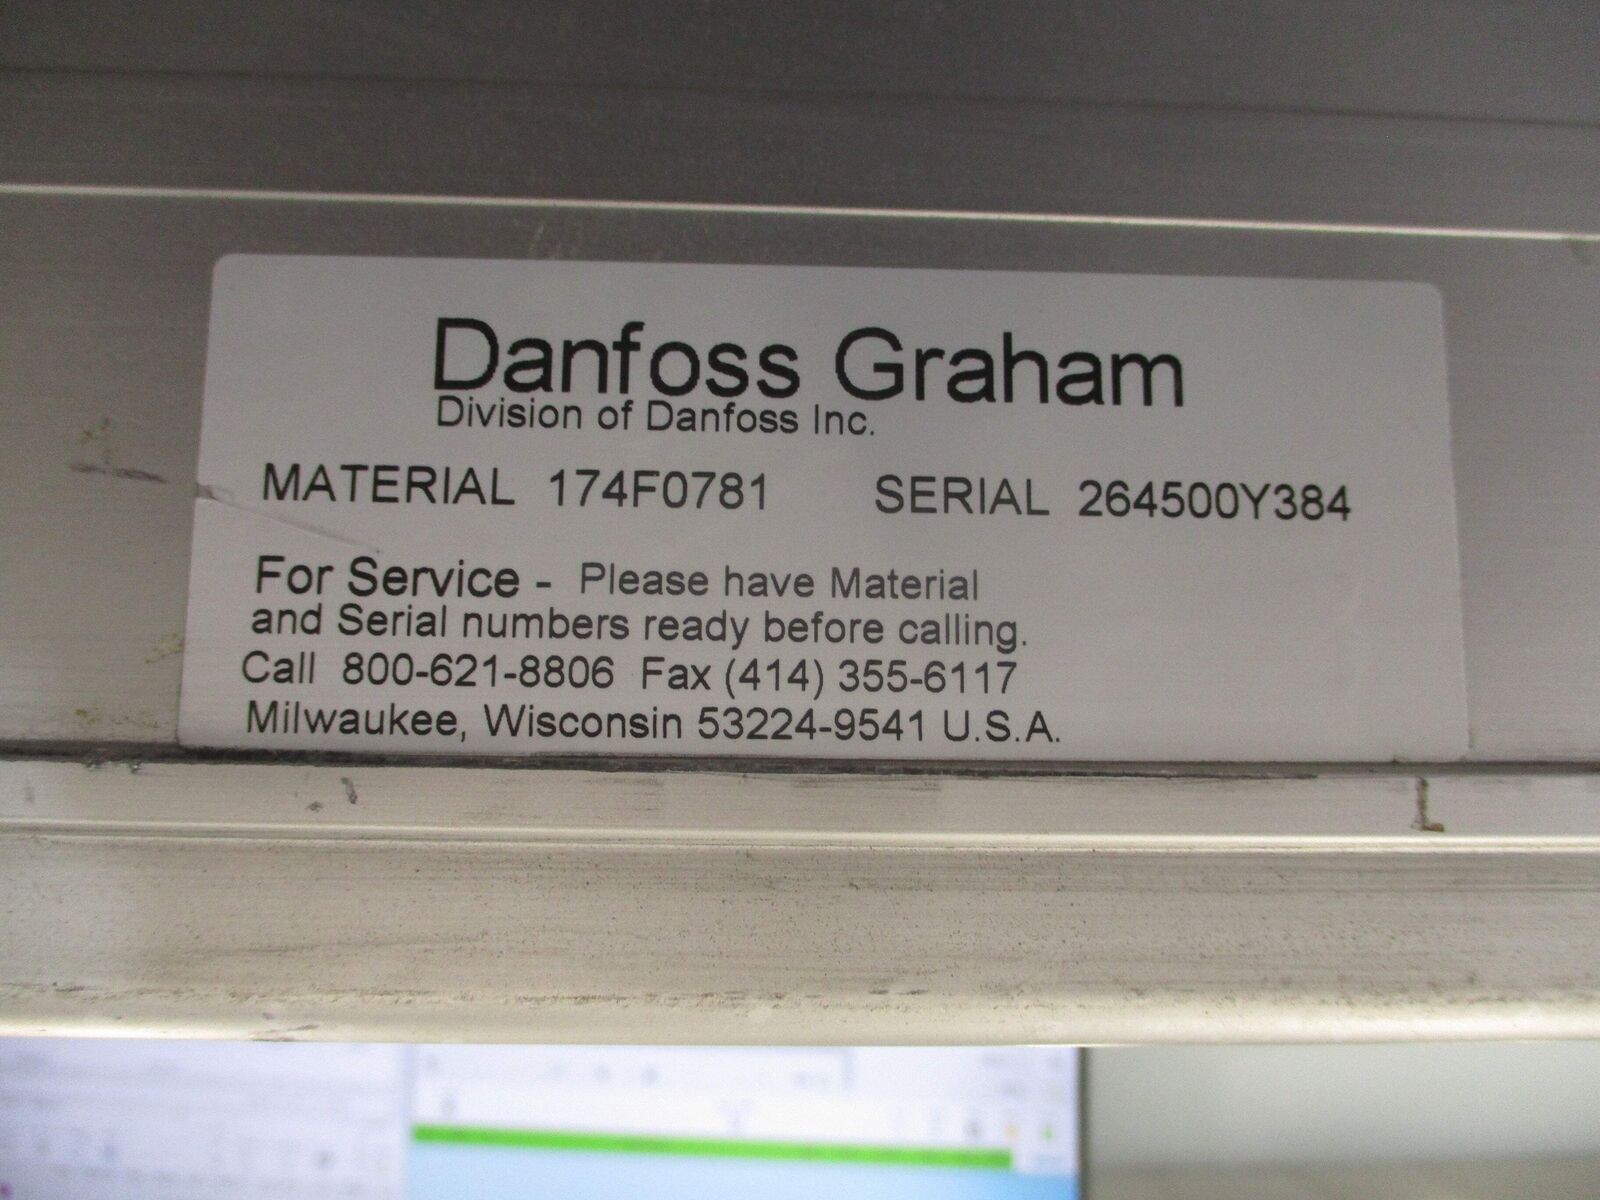 Danfoss Graham
Division of Danfoss Inc.
MATERIAL 174F0781 SERIAL 264500Y384
For Service - Please have Material
and Serial numbers ready before calling.
Call 800-621-8806 Fax (414) 355-6117
Milwaukee, Wisconsin 53224-9541 U.S.A.